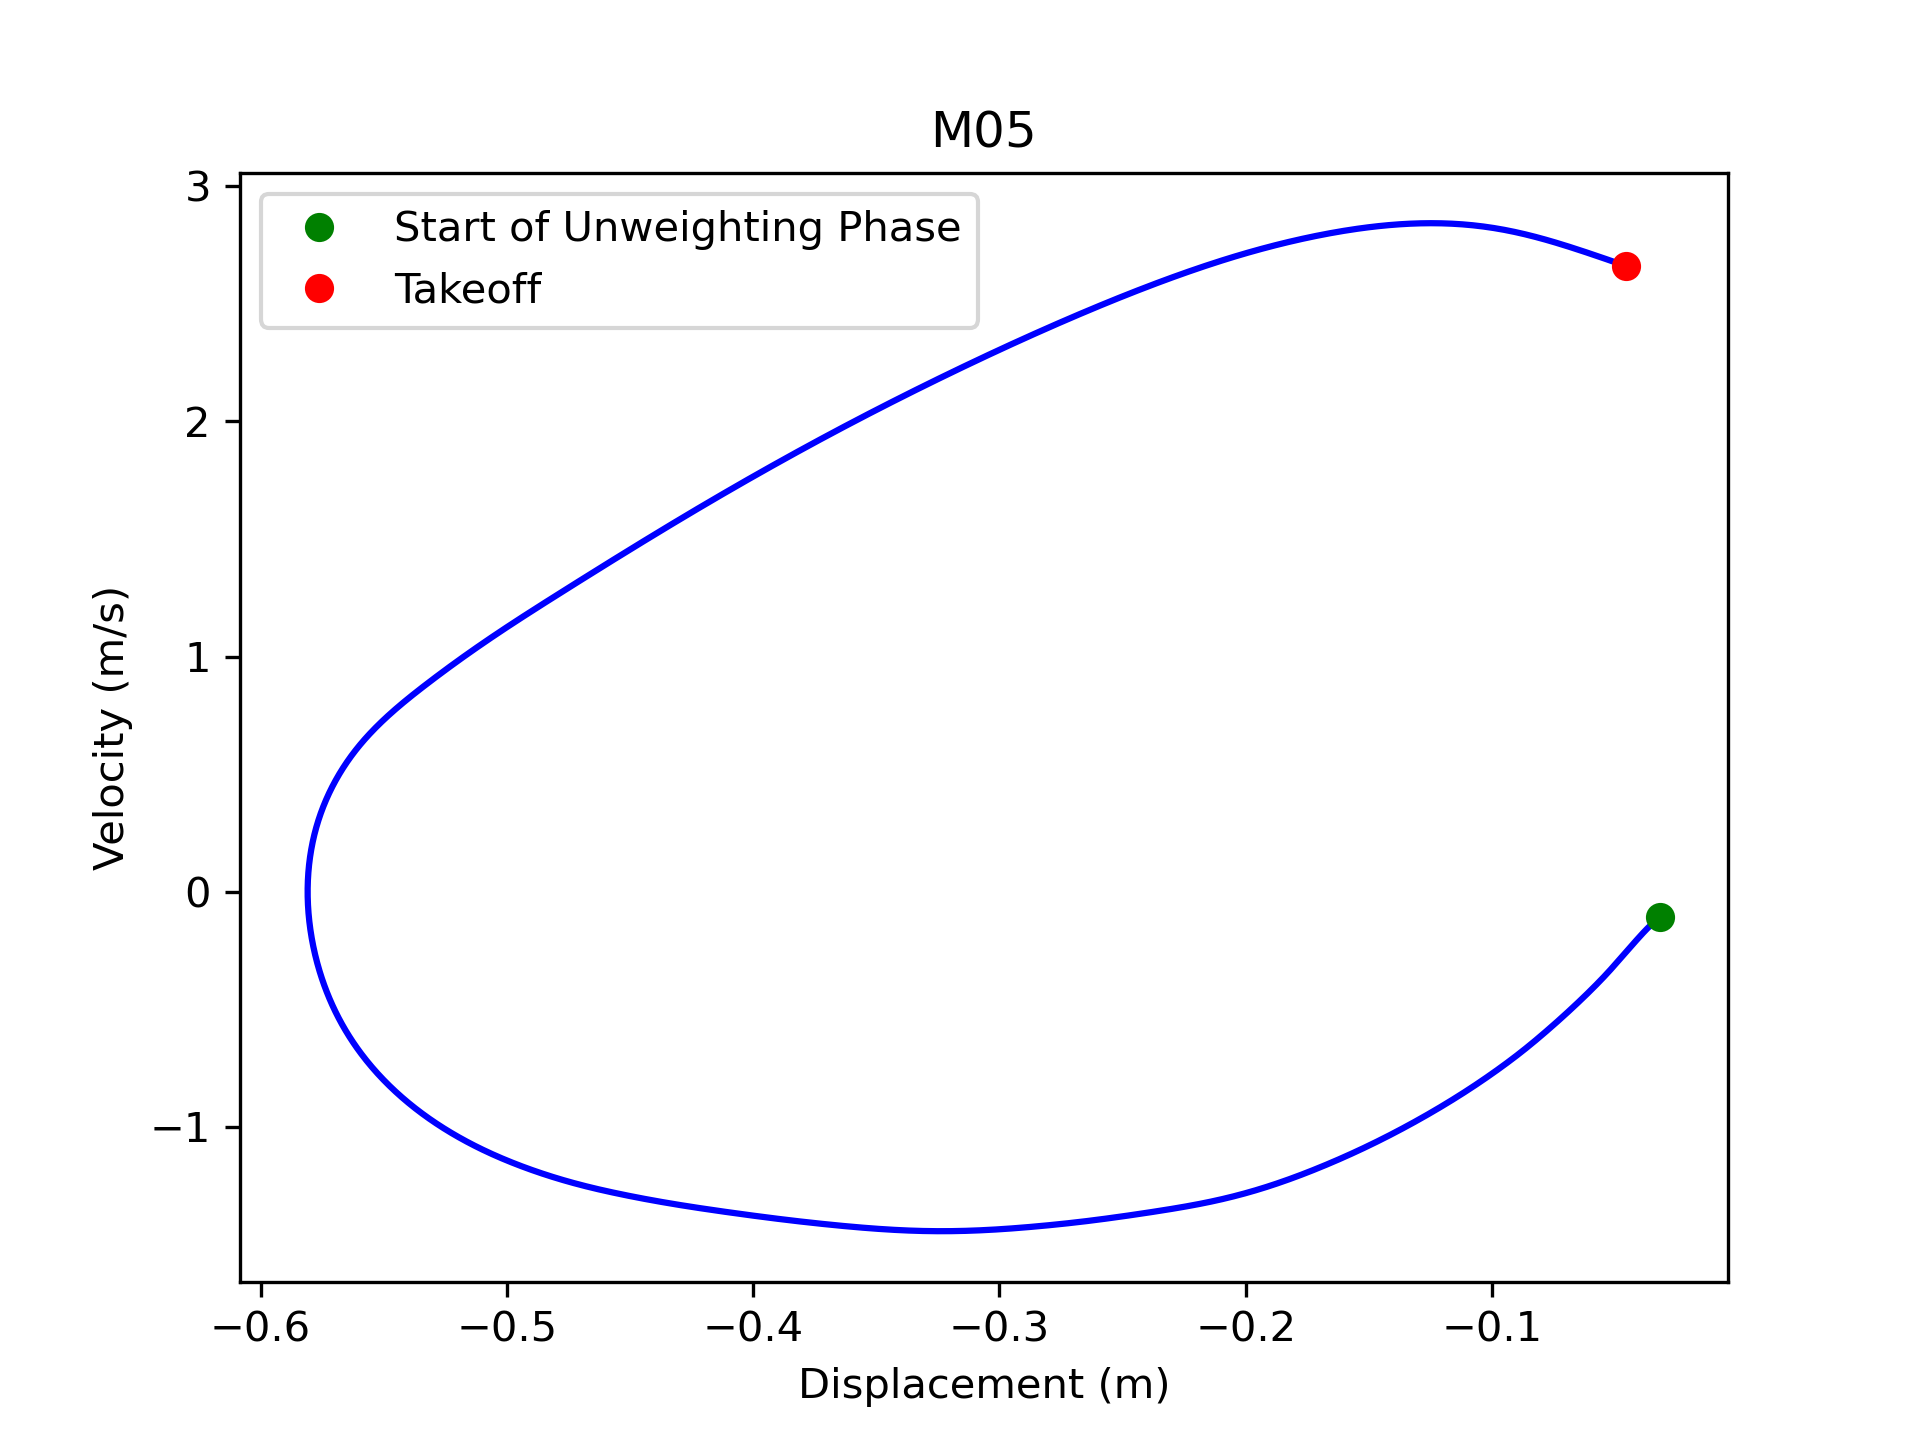 M05
Start of Unweighting Phase
Takeoff
Velocity (m/s)
3
2
1
0
−1
−0.6 −0.5 −0.4 −0.3 −0.2 −0.1
Displacement (m)